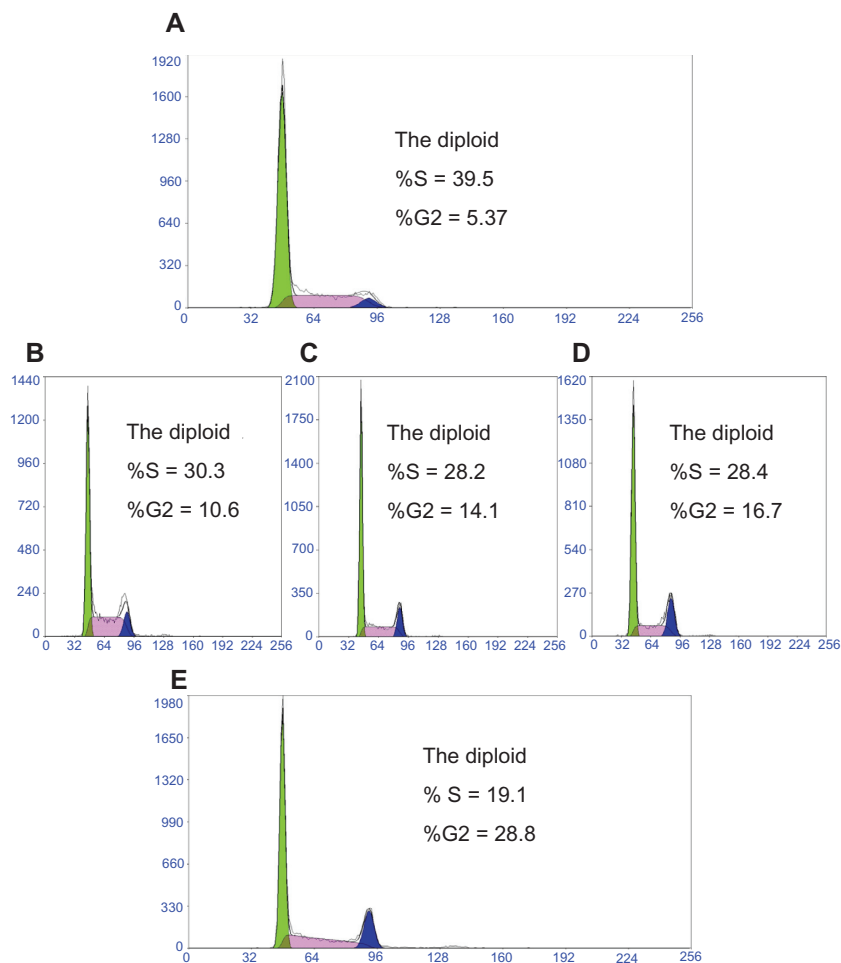 A
1920
1600
1280
960
640
320
0
The diploid
%S = 39.5
%G2 = 5.37
0 32 64 96 128 160 192 224 256
B
1440
1200
960
720
480
240
0
The diploid
%S = 30.3
%G2 = 10.6
0 32 64 96 128 160 192 224 256
C
2100
1750
1400
1050
700
350
0
The diploid
%S = 28.2
%G2 = 14.1
0 32 64 96 128 160 192 224 256
D
1620
1350
1080
810
540
270
0
The diploid
%S = 28.4
%G2 = 16.7
0 32 64 96 128 160 192 224 256
E
1980
1650
1320
990
660
330
0
The diploid
% S = 19.1
%G2 = 28.8
0 32 64 96 128 160 192 224 256